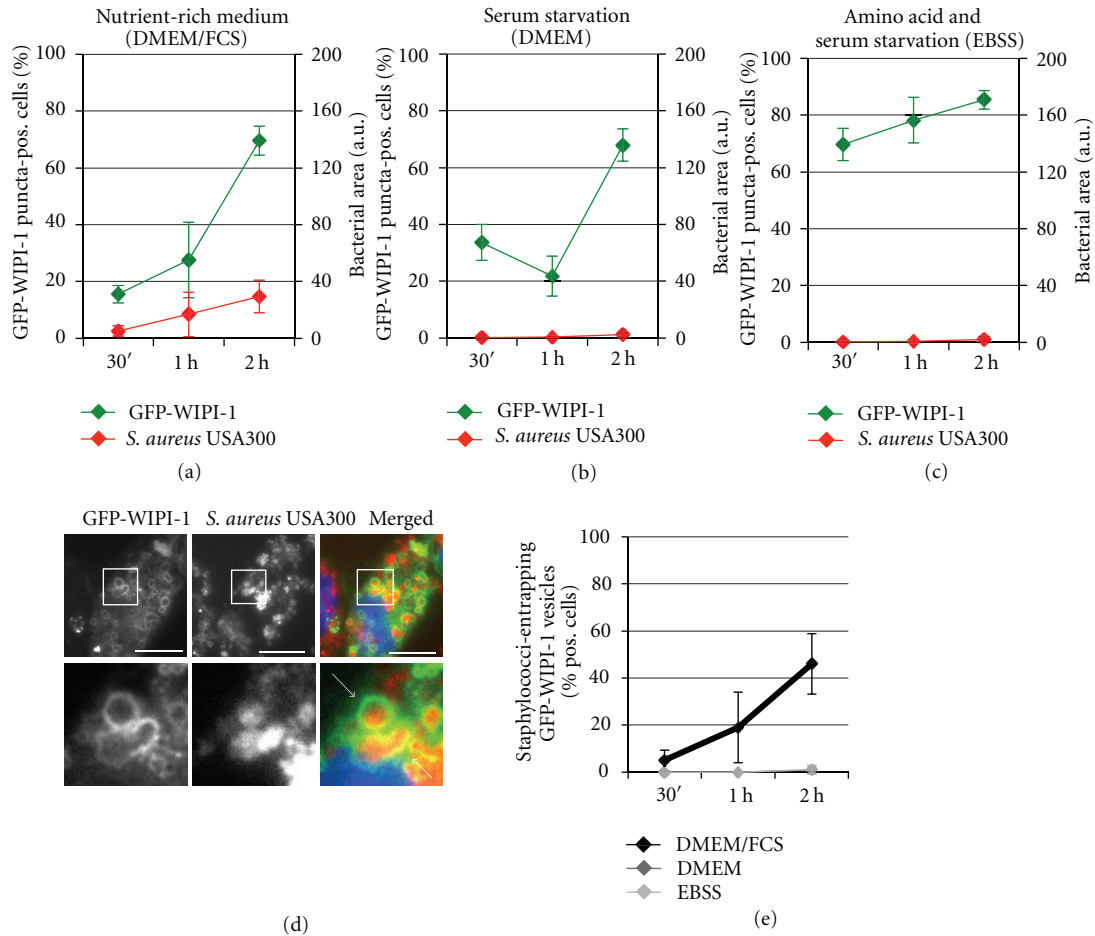 Nutrient-rich medium
(DMEM/FCS)
GFP-WIPI-1 puncta-pos. cells (%)
100
80
60
40
20
0
200
160
120
80
40
0
Bacterial area (a.u.)
30′ 1 h 2 h
GFP-WIPI-1
S. aureus USA300
(a)
Serum starvation
(DMEM)
GFP-WIPI-1 puncta-pos. cells (%)
100
80
60
40
20
0
200
160
120
80
40
0
Bacterial area (a.u.)
30′ 1 h 2 h
GFP-WIPI-1
S. aureus USA300
(b)
Amino acid and
serum starvation (EBSS)
GFP-WIPI-1 puncta-pos. cells (%)
100
80
60
40
20
0
200
160
120
80
40
0
Bacterial area (a.u.)
30′ 1 h 2 h
GFP-WIPI-1
S. aureus USA300
(c)
GFP-WIPI-1 S. aureus USA300 Merged
(d)
Staphylococci-entrapping
GFP-WIPI-1 vesicles
(% pos. cells)
100
80
60
40
20
0
30′ 1 h 2 h
DMEM/FCS
DMEM
EBSS
(e)